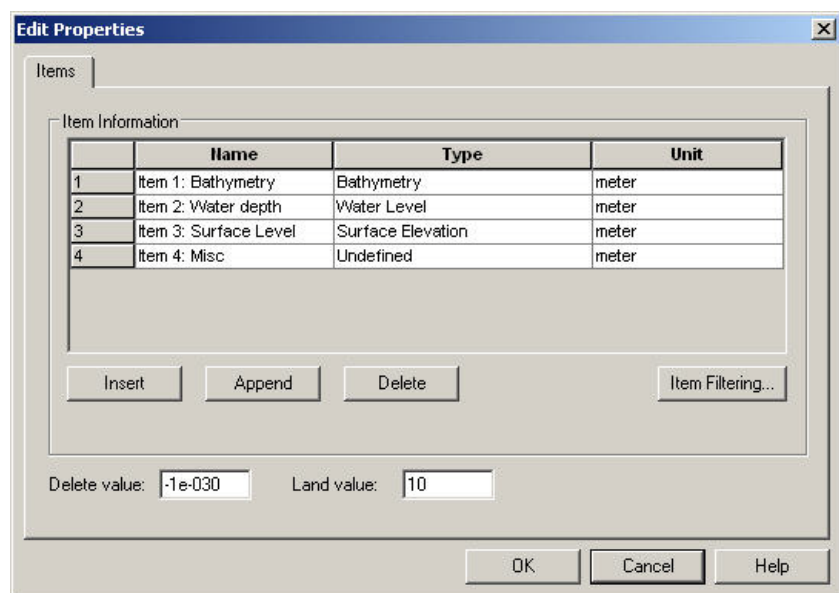 Edit Properties
Items
Item Information
Name Type Unit
1 Item 1: Bathymetry Bathymetry meter
2 Item 2: Water depth Water Level meter
3 Item 3: Surface Level Surface Elevation meter
4 Item 4: Misc Undefined meter
Insert Append Delete Item Filtering...
Delete value: -1e-030 Land value: 10
OK Cancel Help